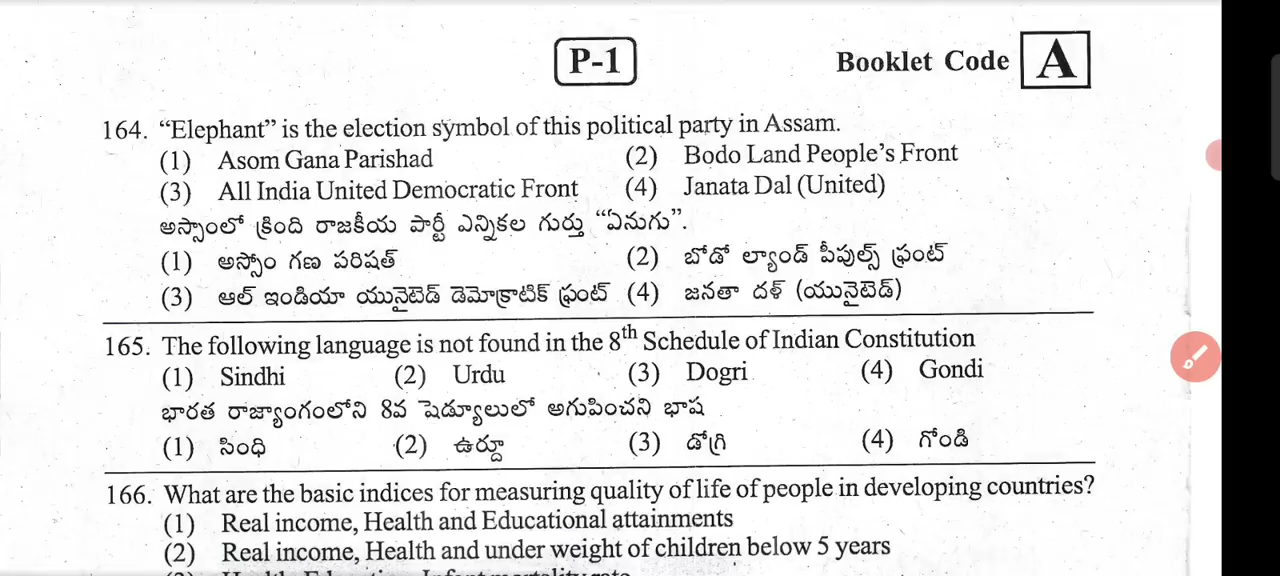 P-1
Booklet Code A
164. “Elephant” is the election symbol of this political party in Assam.
(1) Asom Gana Parishad (2) Bodo Land People’s Front
(3) All India United Democratic Front (4) Janata Dal (United)
అస్సాంలో క్రింది రాజకీయ పార్టీ ఎన్నికల గుర్తు “ఏనుగు”.
(1) అస్సోం గణ పరిషత్ (2) బోడో ల్యాండ్ పీపుల్స్ ఫ్రంట్
(3) ఆల్ ఇండియా యునైటెడ్ డెమోక్రాటిక్ ఫ్రంట్ (4) జనతా దళ్ (యునైటెడ్)
165. The following language is not found in the 8th Schedule of Indian Constitution
(1) Sindhi (2) Urdu (3) Dogri (4) Gondi
భారత రాజ్యాంగంలోని 8వ షెడ్యూలులో అగుపించని భాష
(1) సింధి (2) ఉర్దూ (3) డోగ్రి (4) గోండి
166. What are the basic indices for measuring quality of life of people in developing countries?
(1) Real income, Health and Educational attainments
(2) Real income, Health and under weight of children below 5 years